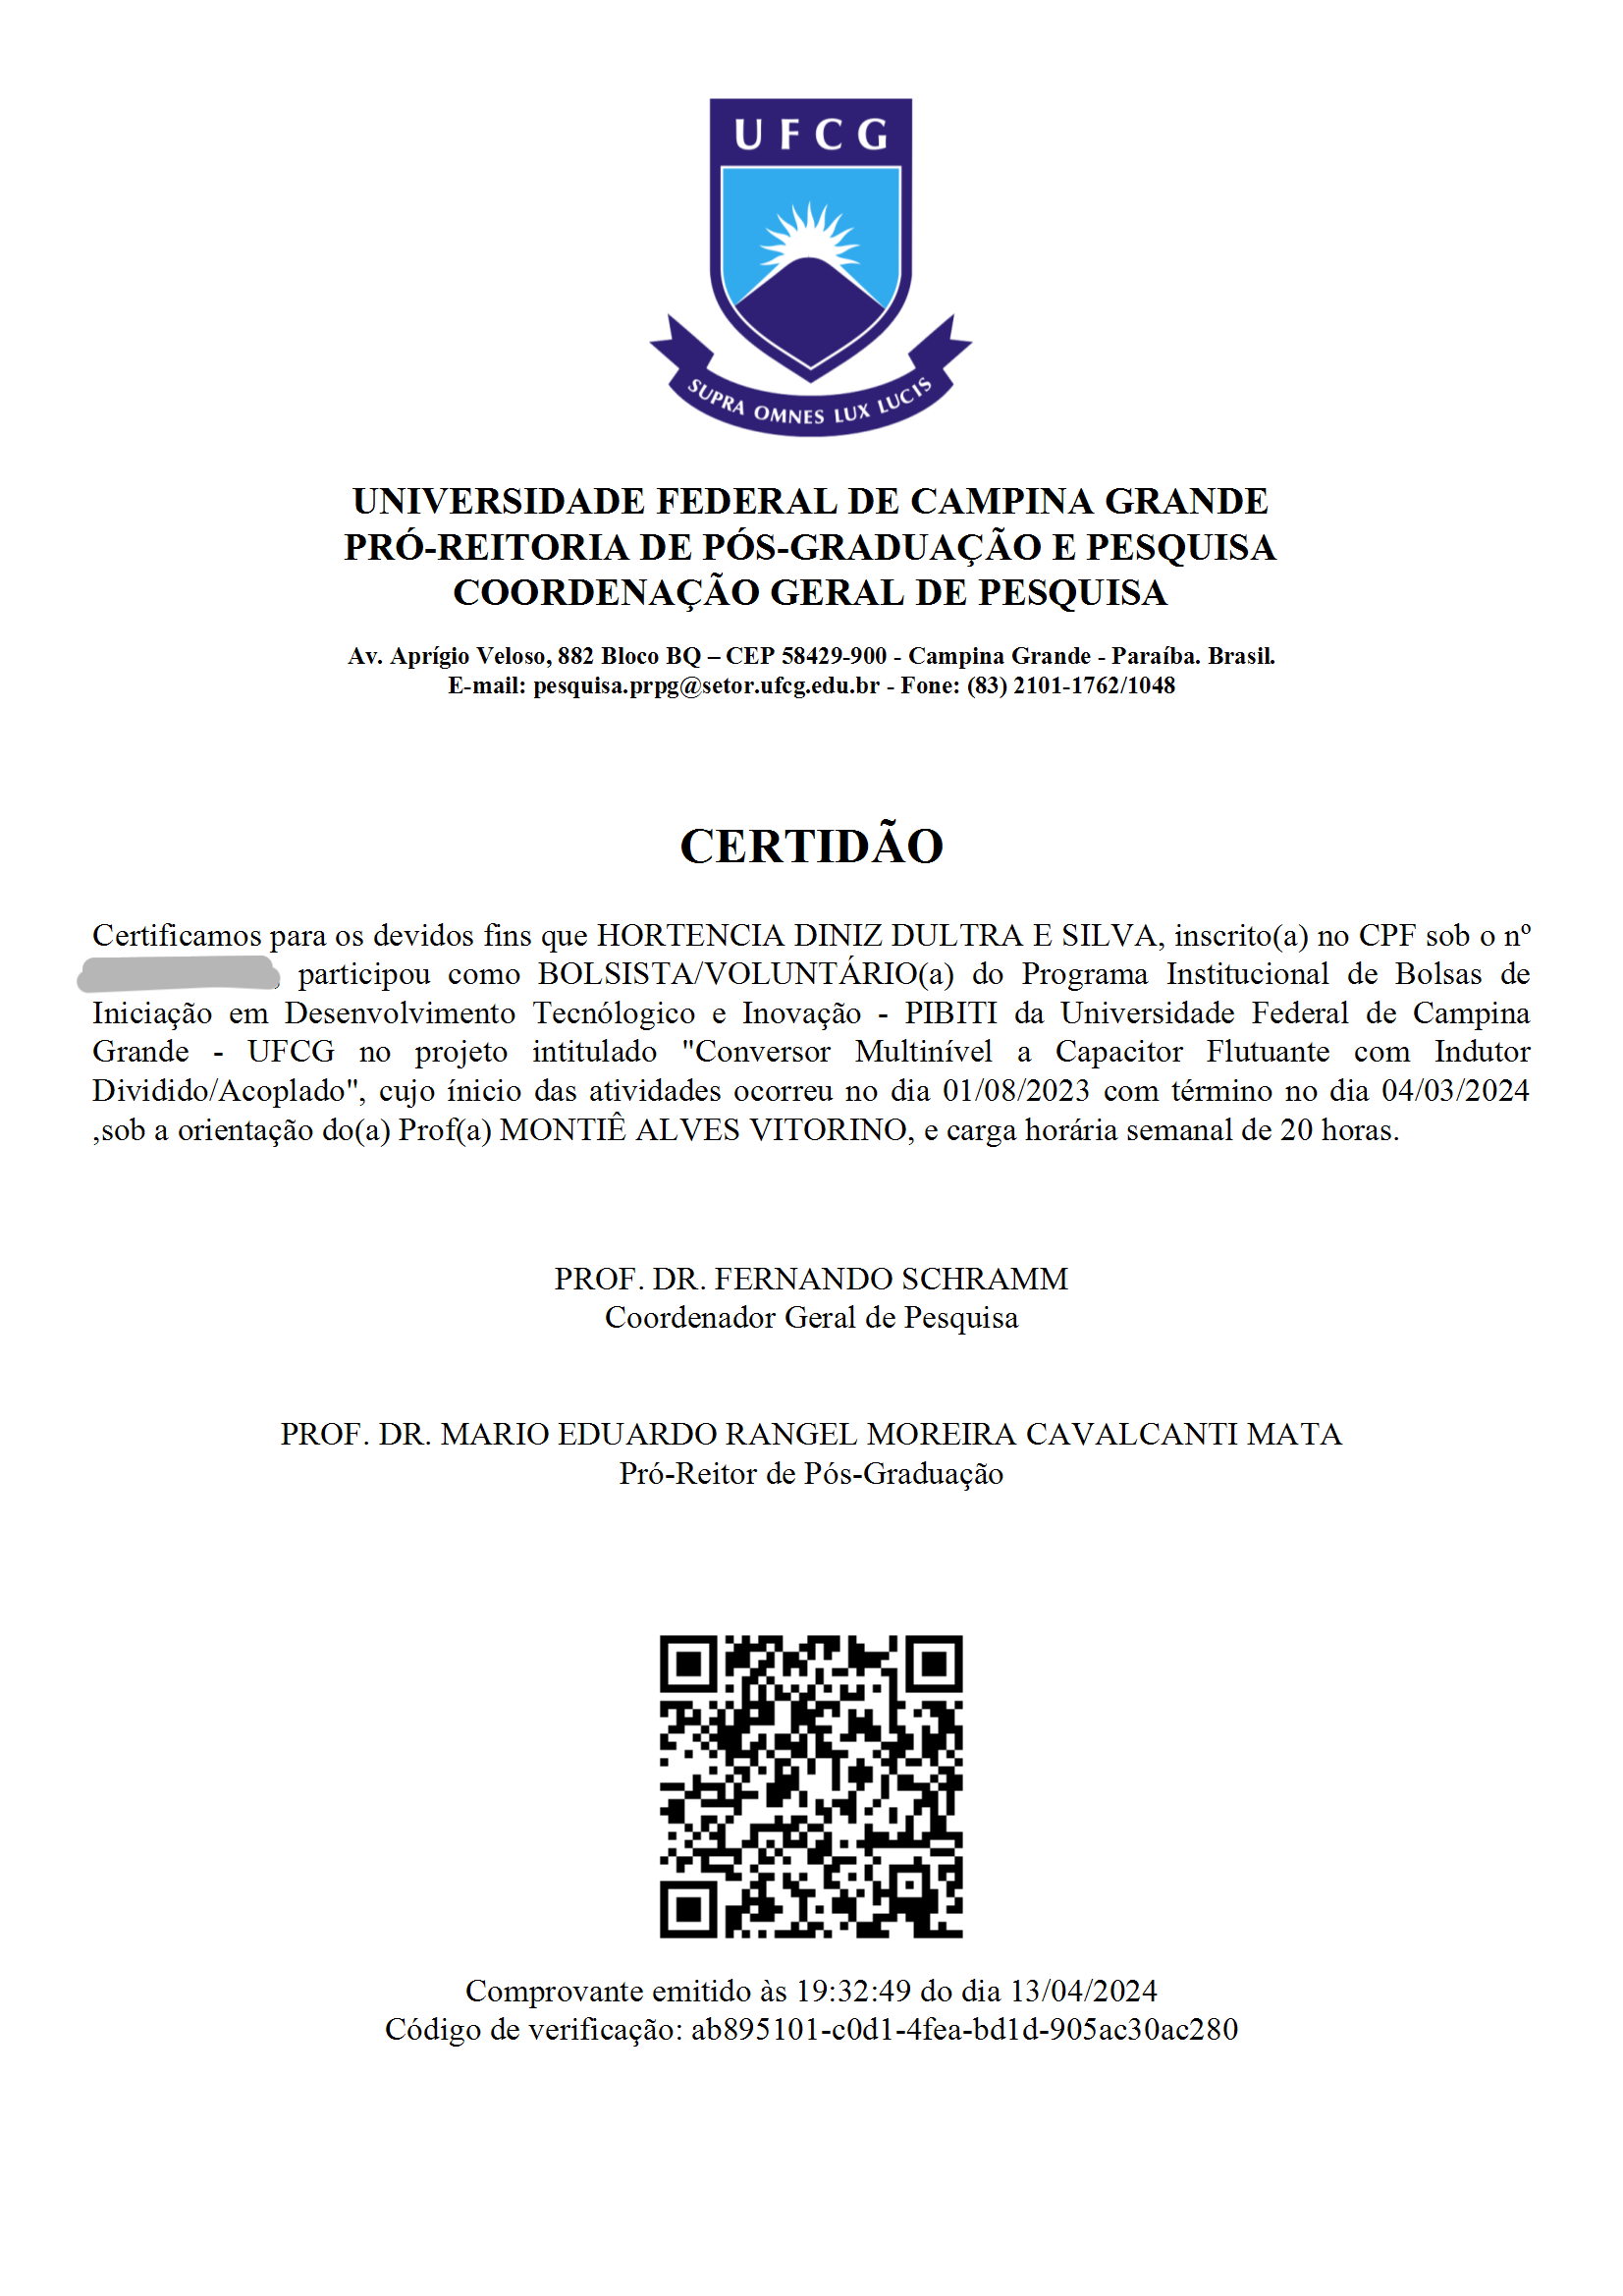 UFCG
SUPRA OMNES LUX LUCIS
UNIVERSIDADE FEDERAL DE CAMPINA GRANDE
PRÓ-REITORIA DE PÓS-GRADUAÇÃO E PESQUISA
COORDENAÇÃO GERAL DE PESQUISA
Av. Aprígio Veloso, 882 Bloco BQ – CEP 58429-900 - Campina Grande - Paraíba. Brasil.
E-mail: pesquisa.prpg@setor.ufcg.edu.br - Fone: (83) 2101-1762/1048
CERTIDÃO
Certificamos para os devidos fins que HORTENCIA DINIZ DULTRA E SILVA, inscrito(a) no CPF sob o nº
, participou como BOLSISTA/VOLUNTÁRIO(a) do Programa Institucional de Bolsas de
Iniciação em Desenvolvimento Tecnólogico e Inovação - PIBITI da Universidade Federal de Campina
Grande - UFCG no projeto intitulado "Conversor Multinível a Capacitor Flutuante com Indutor
Dividido/Acoplado", cujo ínicio das atividades ocorreu no dia 01/08/2023 com término no dia 04/03/2024
,sob a orientação do(a) Prof(a) MONTIÊ ALVES VITORINO, e carga horária semanal de 20 horas.
PROF. DR. FERNANDO SCHRAMM
Coordenador Geral de Pesquisa
PROF. DR. MARIO EDUARDO RANGEL MOREIRA CAVALCANTI MATA
Pró-Reitor de Pós-Graduação
Comprovante emitido às 19:32:49 do dia 13/04/2024
Código de verificação: ab895101-c0d1-4fea-bd1d-905ac30ac280